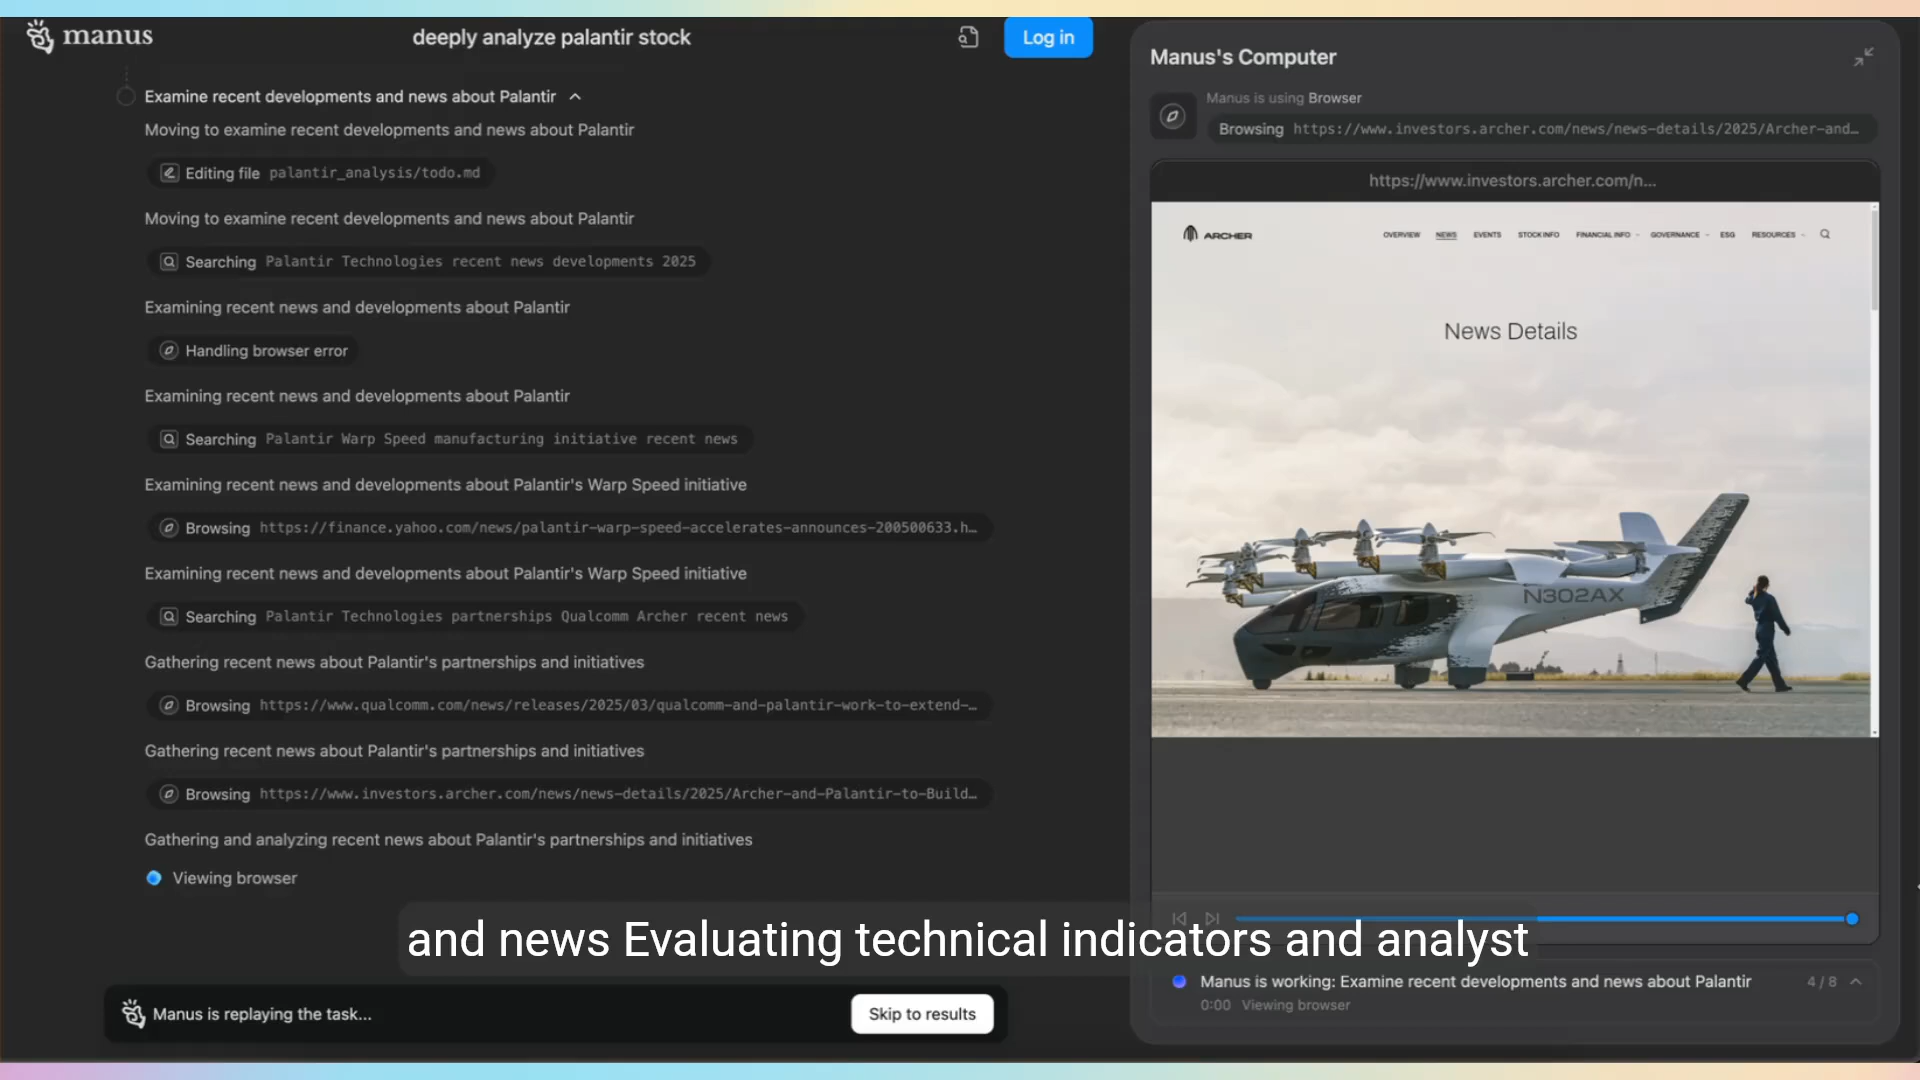 manus
deeply analyze palantir stock
Log in
Examine recent developments and news about Palantir
Moving to examine recent developments and news about Palantir
Editing file palantir_analysis/todo.md
Moving to examine recent developments and news about Palantir
Searching Palantir Technologies recent news developments 2025
Examining recent news and developments about Palantir
Handling browser error
Examining recent news and developments about Palantir
Searching Palantir Warp Speed manufacturing initiative recent news
Examining recent news and developments about Palantir's Warp Speed initiative
Browsing https://finance.yahoo.com/news/palantir-warp-speed-accelerates-announces-200500633.h…
Examining recent news and developments about Palantir's Warp Speed initiative
Searching Palantir Technologies partnerships Qualcomm Archer recent news
Gathering recent news about Palantir's partnerships and initiatives
Browsing https://www.qualcomm.com/news/releases/2025/03/qualcomm-and-palantir-work-to-extend-…
Gathering recent news about Palantir's partnerships and initiatives
Browsing https://www.investors.archer.com/news/news-details/2025/Archer-and-Palantir-to-Build…
Gathering and analyzing recent news about Palantir's partnerships and initiatives
Viewing browser
Manus is replaying the task...
Skip to results
Manus's Computer
Manus is using Browser
Browsing https://www.investors.archer.com/news/news-details/2025/Archer-and…
https://www.investors.archer.com/n...
ARCHER
OVERVIEW NEWS EVENTS STOCK INFO FINANCIAL INFO GOVERNANCE ESG RESOURCES
News Details
N302AX
and news Evaluating technical indicators and analyst
Manus is working: Examine recent developments and news about Palantir 4 / 8
0:00 Viewing browser